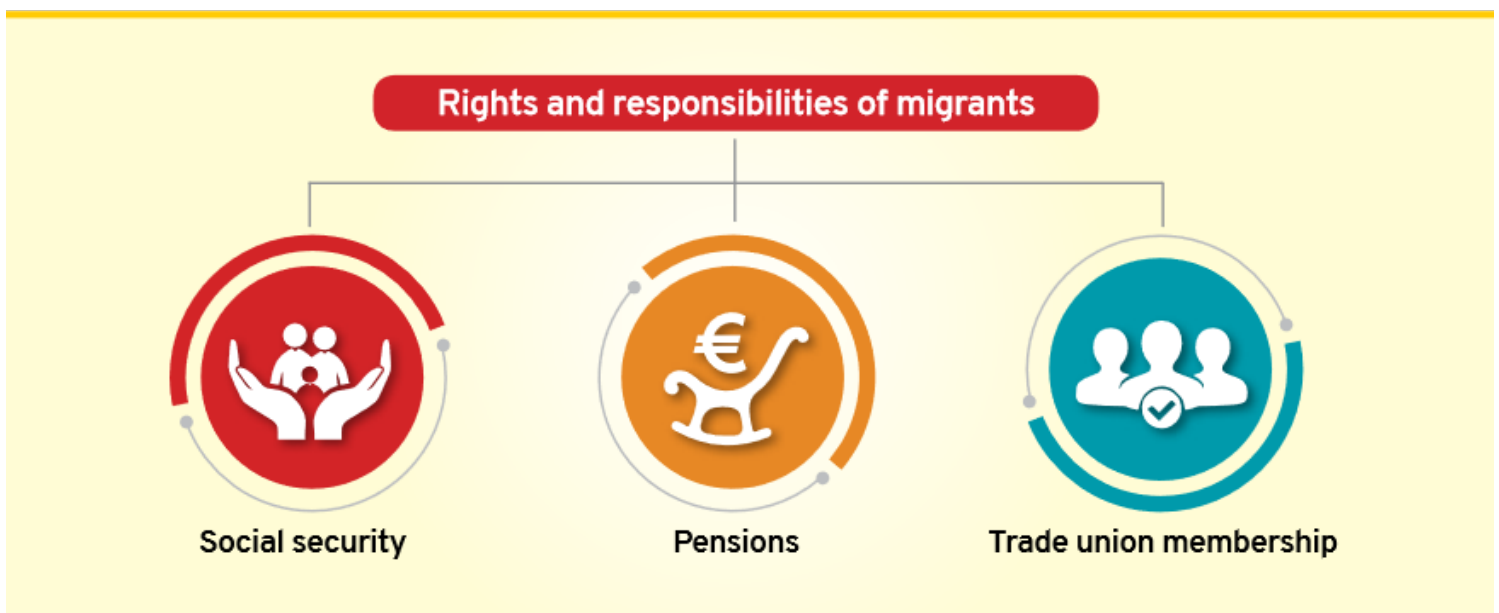 Rights and responsibilities of migrants
€
Social security
Pensions
Trade union membership